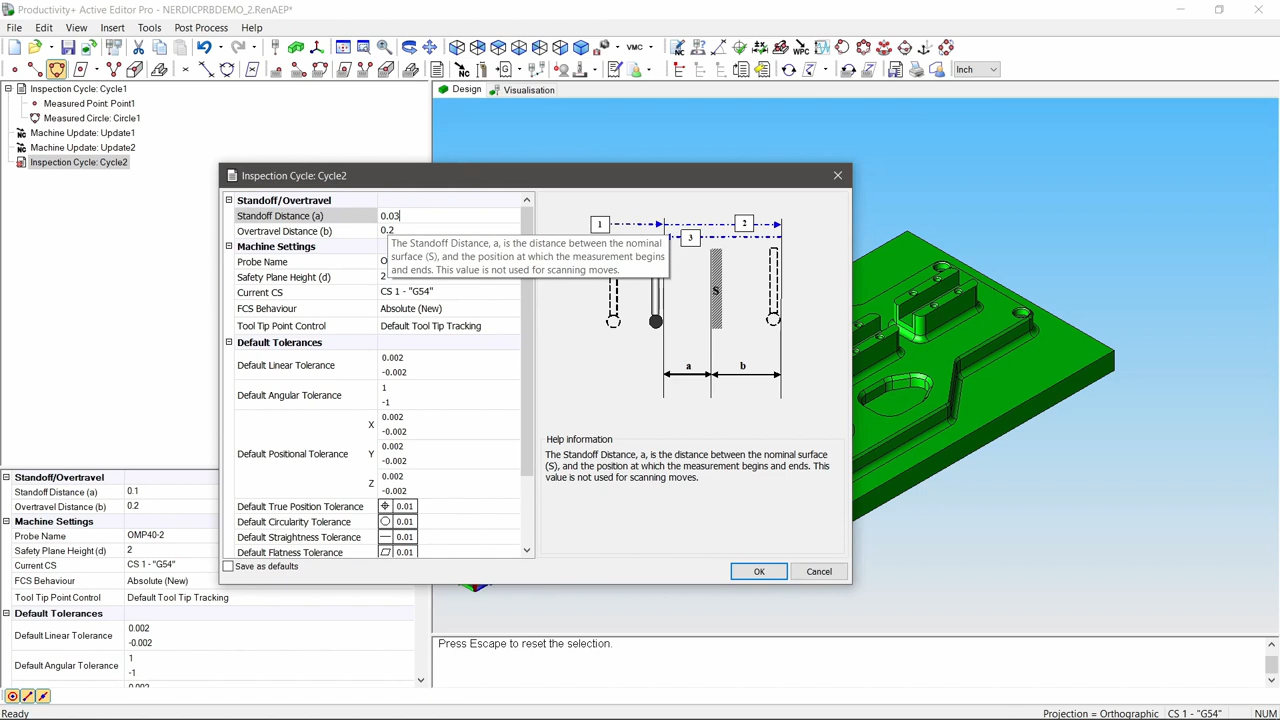 Productivity+ Active Editor Pro - NERDICPRBDEMO_2.RenAEP*
File Edit View Insert Tools Post Process Help
VMC
Inch
Inspection Cycle: Cycle1
Measured Point: Point1
Measured Circle: Circle1
Machine Update: Update1
Machine Update: Update2
Inspection Cycle: Cycle2
Design Visualisation
Inspection Cycle: Cycle2
Standoff/Overtravel
Standoff Distance (a) 0.03
Overtravel Distance (b) 0.2
The Standoff Distance, a, is the distance between the nominal
surface (S), and the position at which the measurement begins
and ends. This value is not used for scanning moves.
Machine Settings
Probe Name O
Safety Plane Height (d) 2
Current CS CS 1 - "G54"
FCS Behaviour Absolute (New)
Tool Tip Point Control Default Tool Tip Tracking
Default Tolerances
Default Linear Tolerance 0.002
-0.002
Default Angular Tolerance 1
-1
Default Positional Tolerance
X 0.002
-0.002
Y 0.002
-0.002
Z 0.002
-0.002
Default True Position Tolerance 0.01
Default Circularity Tolerance 0.01
Default Straightness Tolerance 0.01
Default Flatness Tolerance 0.01
Save as defaults
1 2
3
S
a b
Help information
The Standoff Distance, a, is the distance between the nominal surface
(S), and the position at which the measurement begins and ends. This
value is not used for scanning moves.
OK Cancel
Standoff/Overtravel
Standoff Distance (a) 0.1
Overtravel Distance (b) 0.2
Machine Settings
Probe Name OMP40-2
Safety Plane Height (d) 2
Current CS CS 1 - "G54"
FCS Behaviour Absolute (New)
Tool Tip Point Control Default Tool Tip Tracking
Default Tolerances
Default Linear Tolerance 0.002
-0.002
Default Angular Tolerance 1
-1
Press Escape to reset the selection.
Ready
Projection = Orthographic CS 1 - "G54" NUM